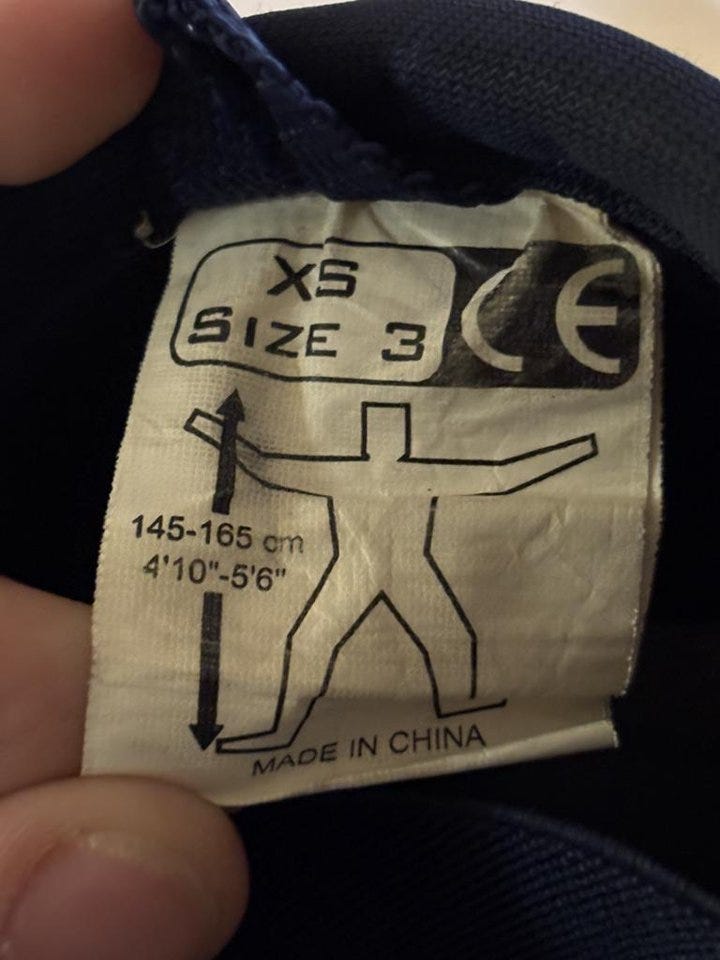 XS
SIZE 3
CE
145-165 cm
4'10"-5'6"
MADE IN CHINA